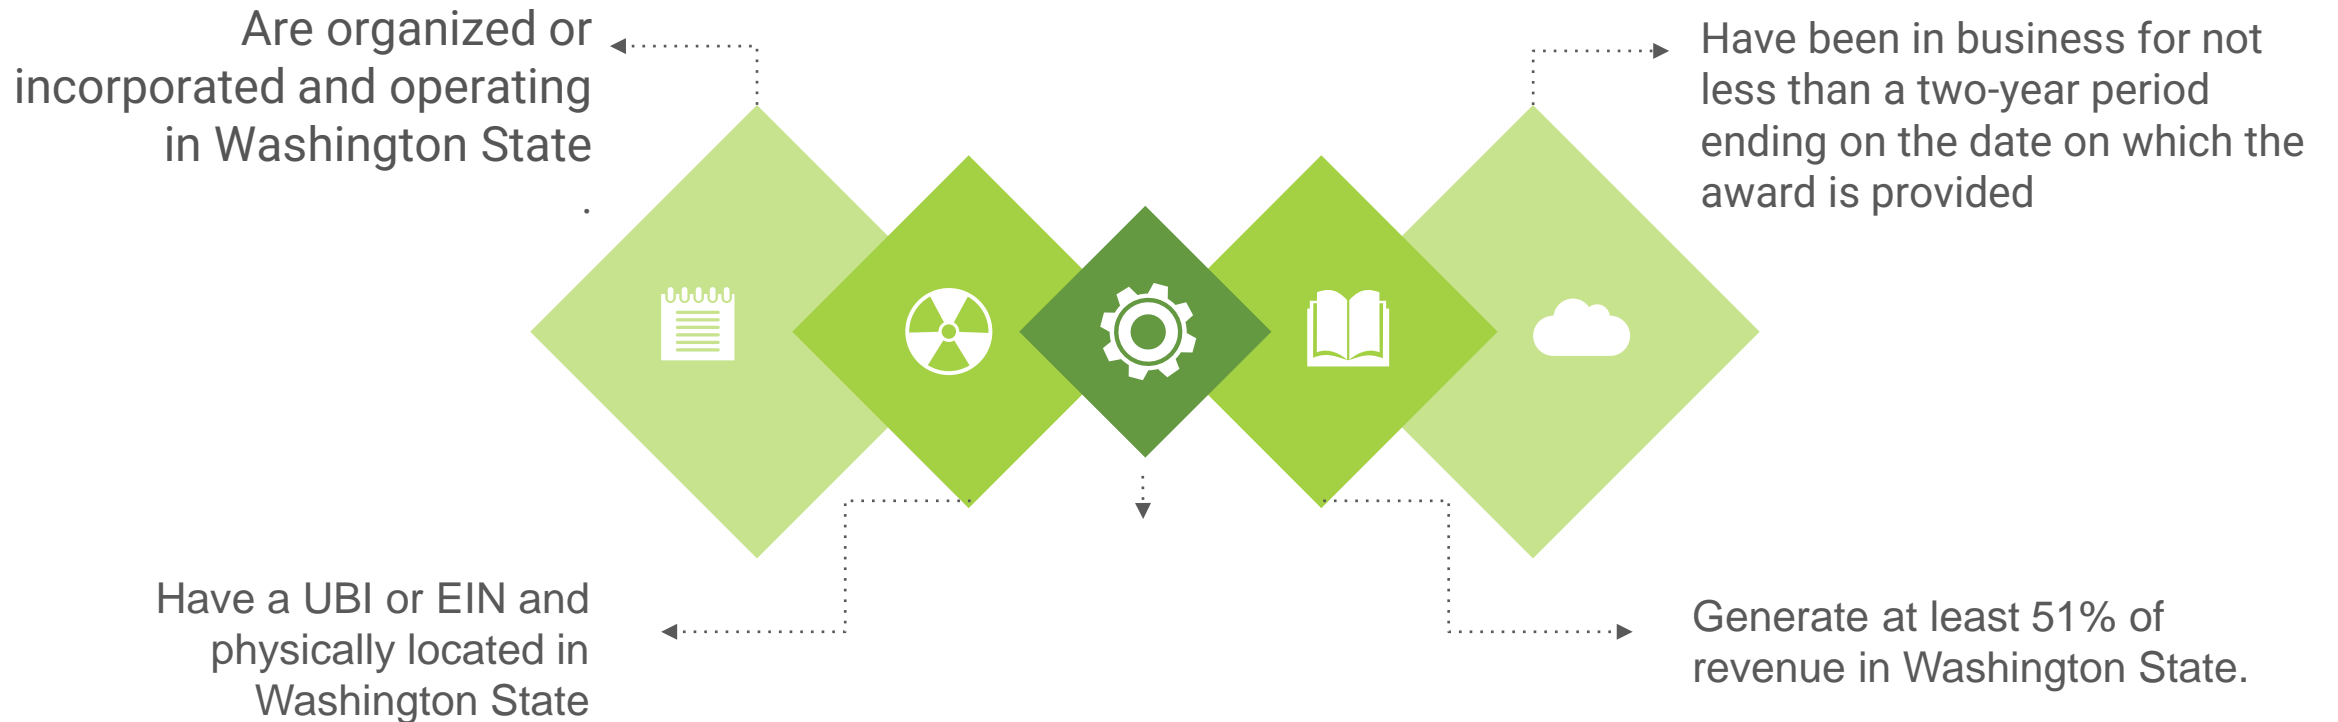 Are organized or
incorporated and operating
in Washington State
.
Have been in business for not
less than a two-year period
ending on the date on which the
award is provided
Have a UBI or EIN and
physically located in
Washington State
Generate at least 51% of
revenue in Washington State.